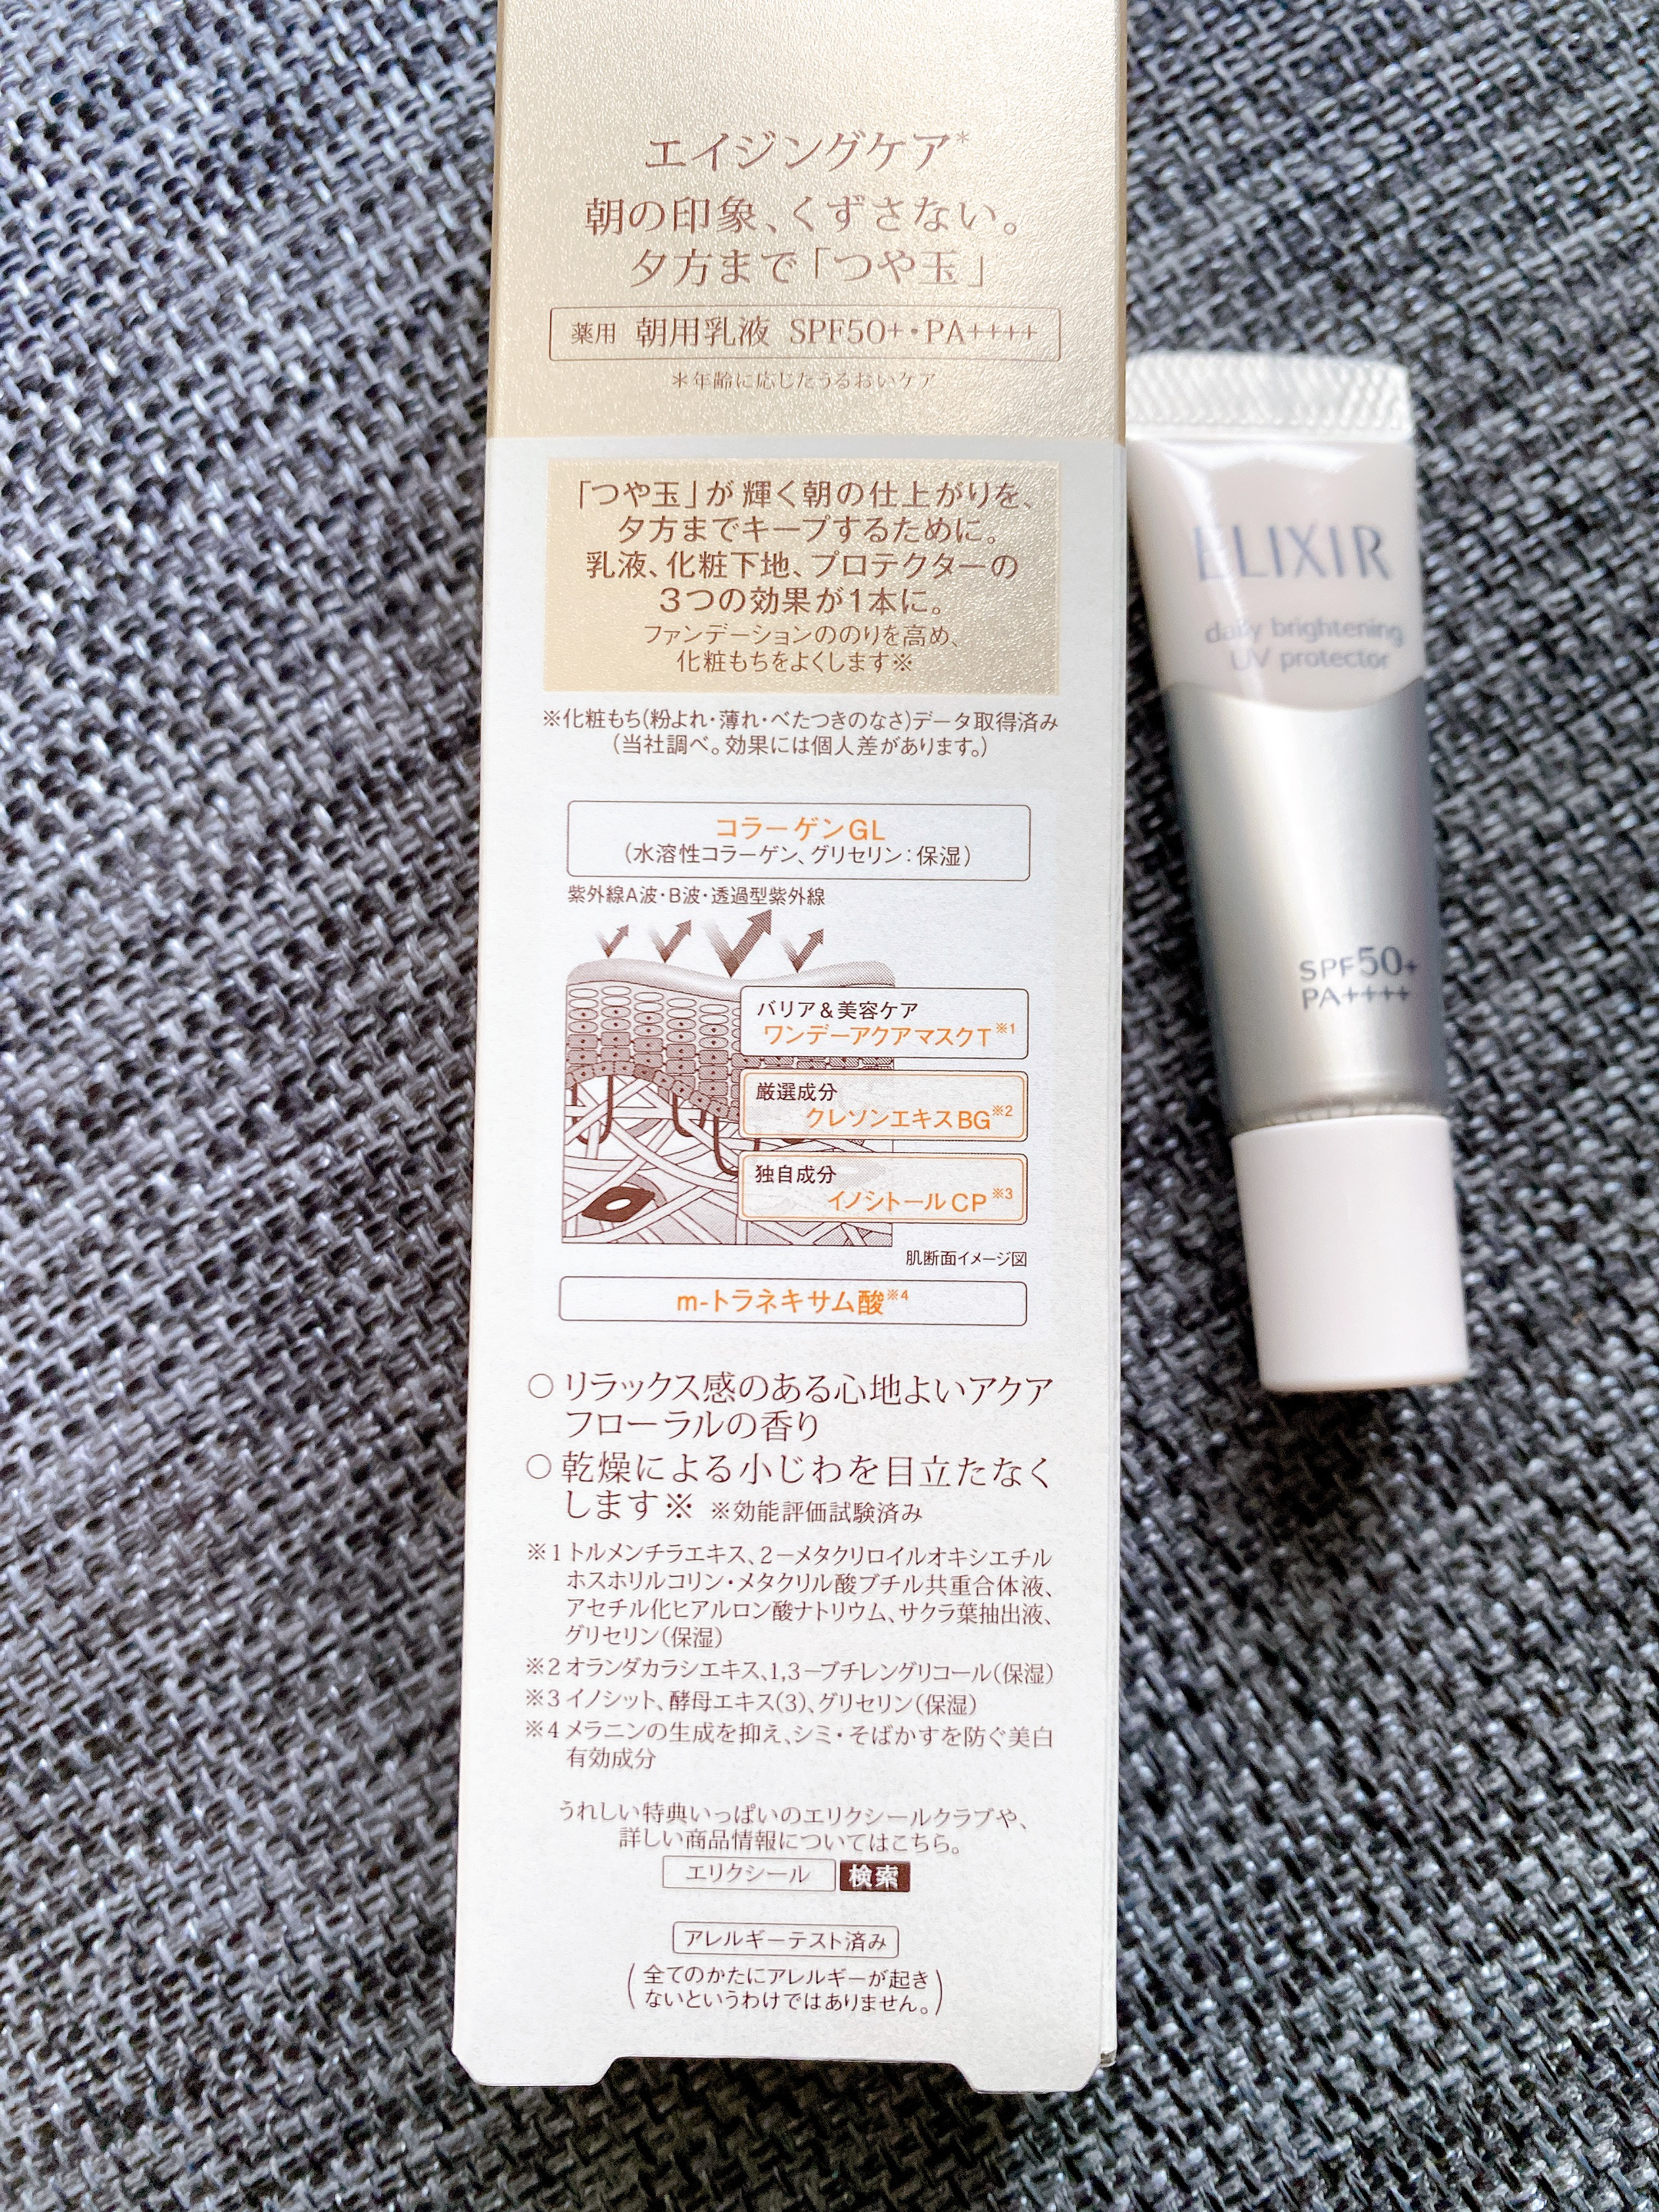 エイジングケア*
朝の印象、くずさない。
夕方まで「つや玉」
薬用 朝用乳液 SPF50+・PA++++
*年齢に応じたうるおいケア
「つや玉」が輝く朝の仕上がりを、
夕方までキープするために。
乳液、化粧下地、プロテクターの
3つの効果が1本に。
ファンデーションののりを高め、
化粧もちをよくします※
※化粧もち(粉よれ・薄れ・べたつきのなさ)データ取得済み
(当社調べ。効果には個人差があります。)
コラーゲンGL
(水溶性コラーゲン、グリセリン:保湿)
紫外線A波・B波・透過型紫外線
バリア&美容ケア
ワンデーアクアマスクT※1
厳選成分
クレソンエキスBG※2
独自成分
イノシトールCP※3
肌断面イメージ図
m-トラネキサム酸※4
○リラックス感のある心地よいアクア
フローラルの香り
○乾燥による小じわを目立たなく
します※ ※効能評価試験済み
※1トルメンチラエキス、2-メタクリロイルオキシエチル
ホスホリルコリン・メタクリル酸ブチル共重合体液、
アセチル化ヒアルロン酸ナトリウム、サクラ葉抽出液、
グリセリン(保湿)
※2オランダカラシエキス、1,3-ブチレングリコール(保湿)
※3イノシット、酵母エキス(3)、グリセリン(保湿)
※4メラニンの生成を抑え、シミ・そばかすを防ぐ美白
有効成分
うれしい特典いっぱいのエリクシールクラブや、
詳しい商品情報についてはこちら。
エリクシール 検索
アレルギーテスト済み
(全てのかたにアレルギーが起き
ないというわけではありません。)
ELIXIR
daily brightening
UV protector
SPF50+
PA++++